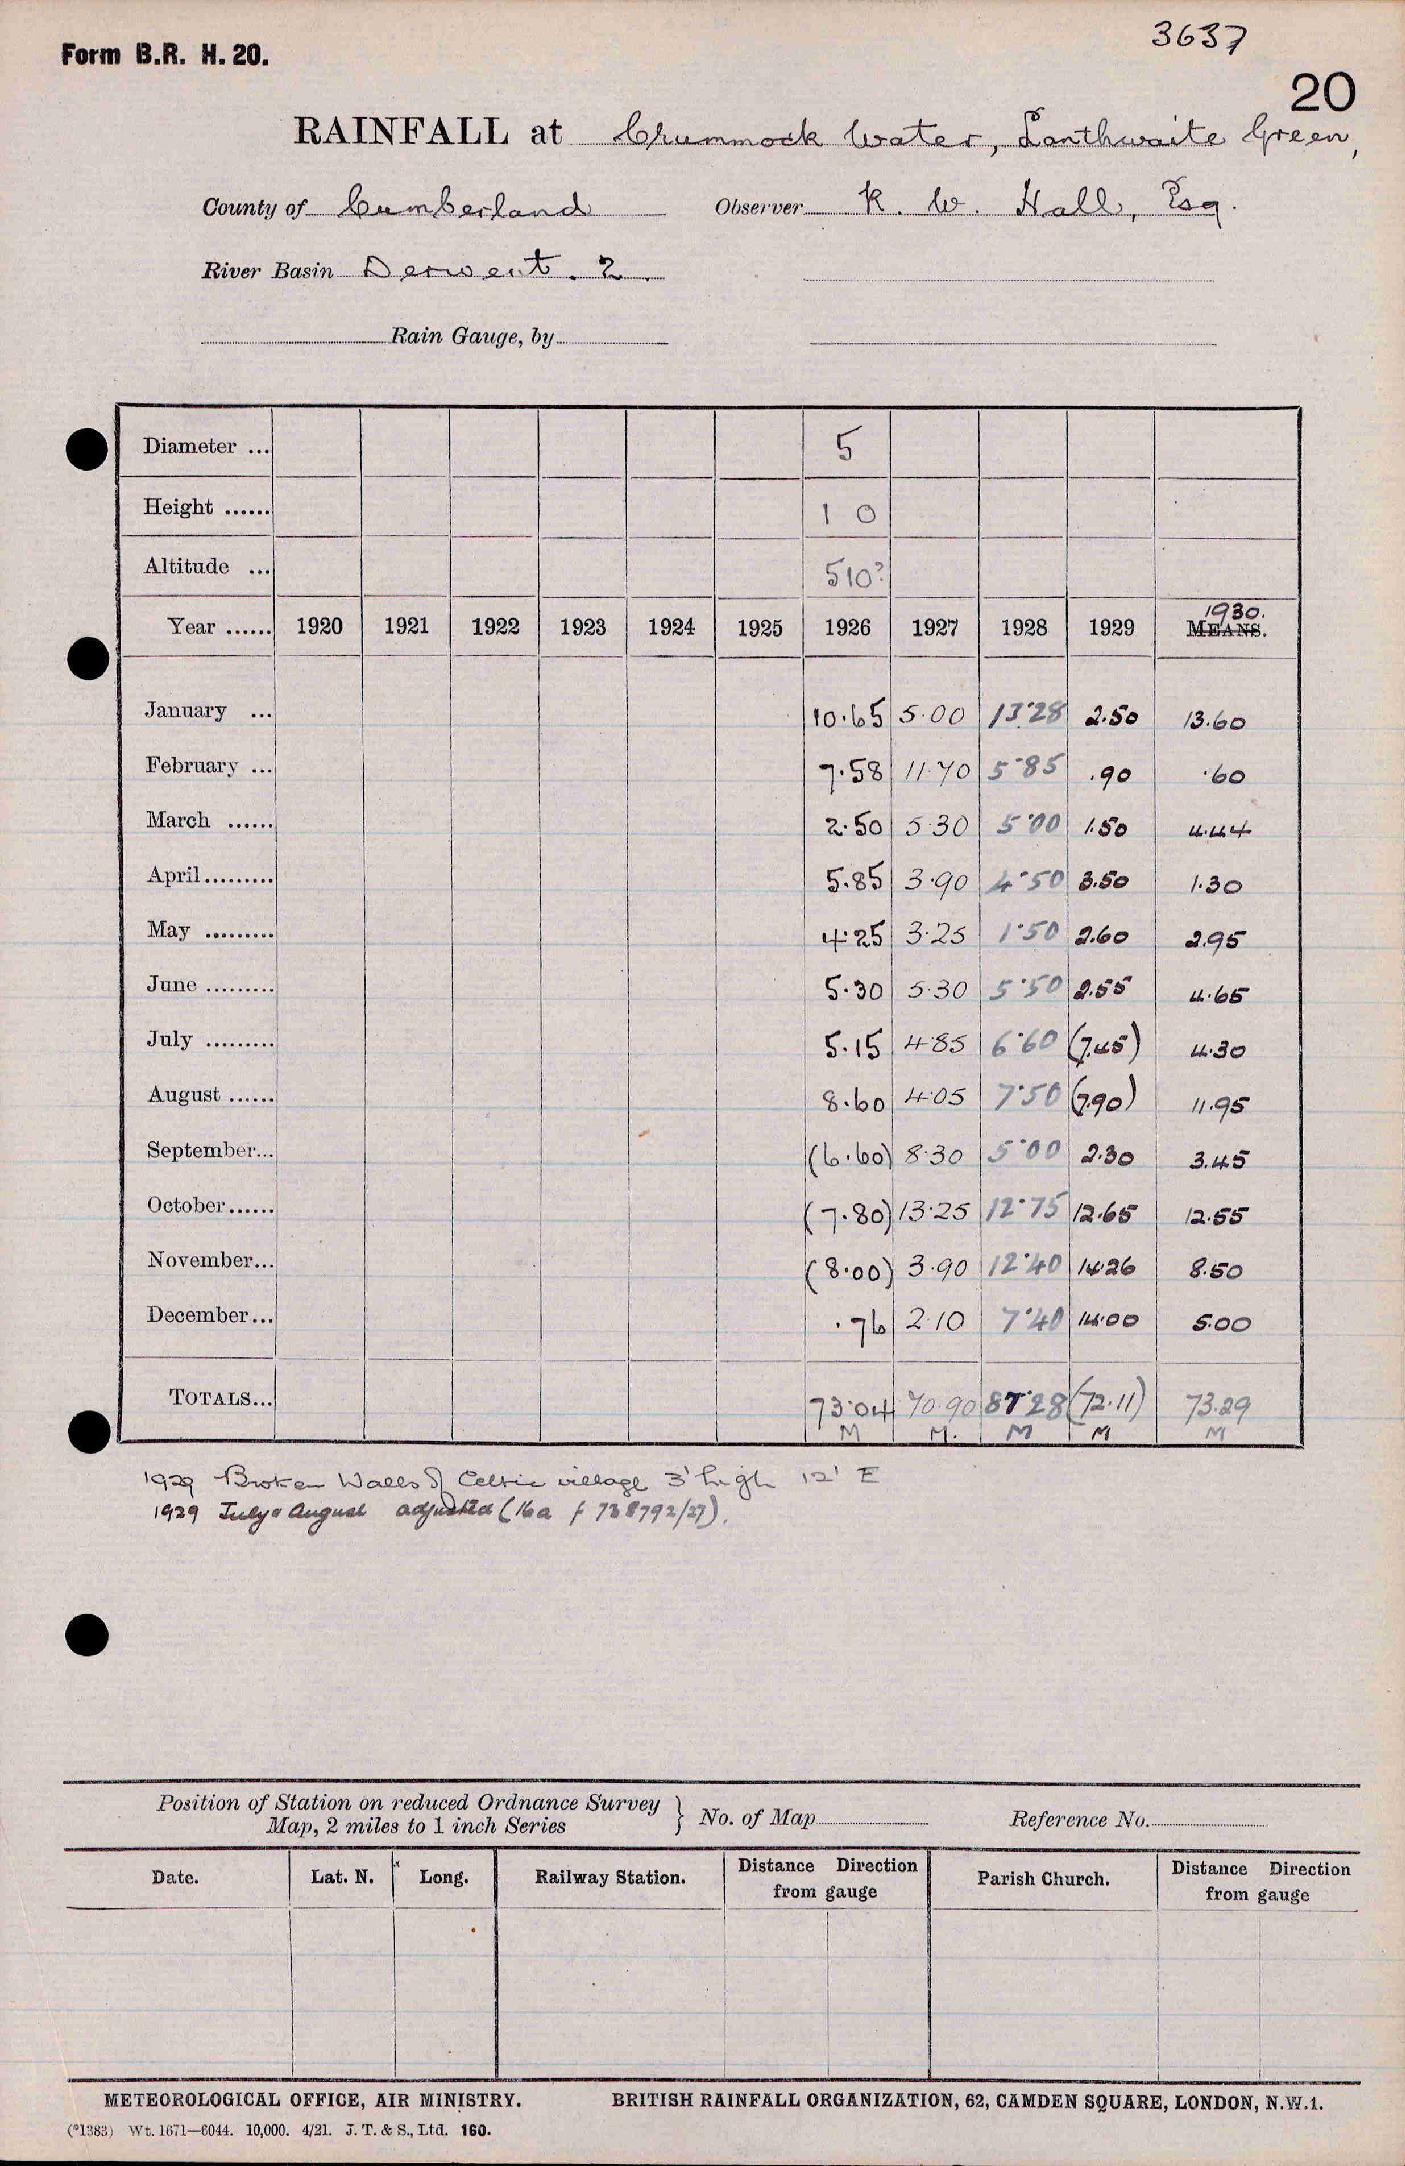 3637
Form B.R. H. 20.
20
RAINFALL at Crummock Water, Lanthwaite Green,
County of Cumberland Observer R. W. Hall, Esq.
River Basin Derwent. 2.
Rain Gauge, by
Diameter ... 5
Height ...... 1 0
Altitude ... 510?
1930.
Year ...... 1920 1921 1922 1923 1924 1925 1926 1927 1928 1929 MEANS.
January ... 10.65 5.00 13.28 2.50 13.60
February ... 7.58 11.70 5.85 .90 .60
March ...... 2.50 5.30 5.00 1.50 4.44
April......... 5.85 3.90 4.50 3.50 1.30
May ......... 4.25 3.25 1.50 2.60 2.95
June ......... 5.30 5.30 5.50 2.55 4.65
July ......... 5.15 4.85 6.60 (7.45) 4.30
August ...... 8.60 4.05 7.50 (7.90) 11.95
September... (6.60) 8.30 5.00 2.30 3.45
October...... (7.80) 13.25 12.75 12.65 12.55
November... (8.00) 3.90 12.40 14.26 8.50
December... .76 2.10 7.40 14.00 5.00
TOTALS... 73.04 70.90 87.28 (72.11) 73.29
M M. M M M
1929 Broken Walls of Celtic village 3' high 12' E
1929 July & August adjusted (16a f 738792/27).
Position of Station on reduced Ordnance Survey
Map, 2 miles to 1 inch Series } No. of Map Reference No.
Date. Lat. N. Long. Railway Station. Distance Direction Parish Church. Distance Direction
from gauge from gauge
METEOROLOGICAL OFFICE, AIR MINISTRY. BRITISH RAINFALL ORGANIZATION, 62, CAMDEN SQUARE, LONDON, N.W.1.
(*1383) Wt. 1671—6044. 10,000. 4/21. J. T. & S., Ltd. 160.